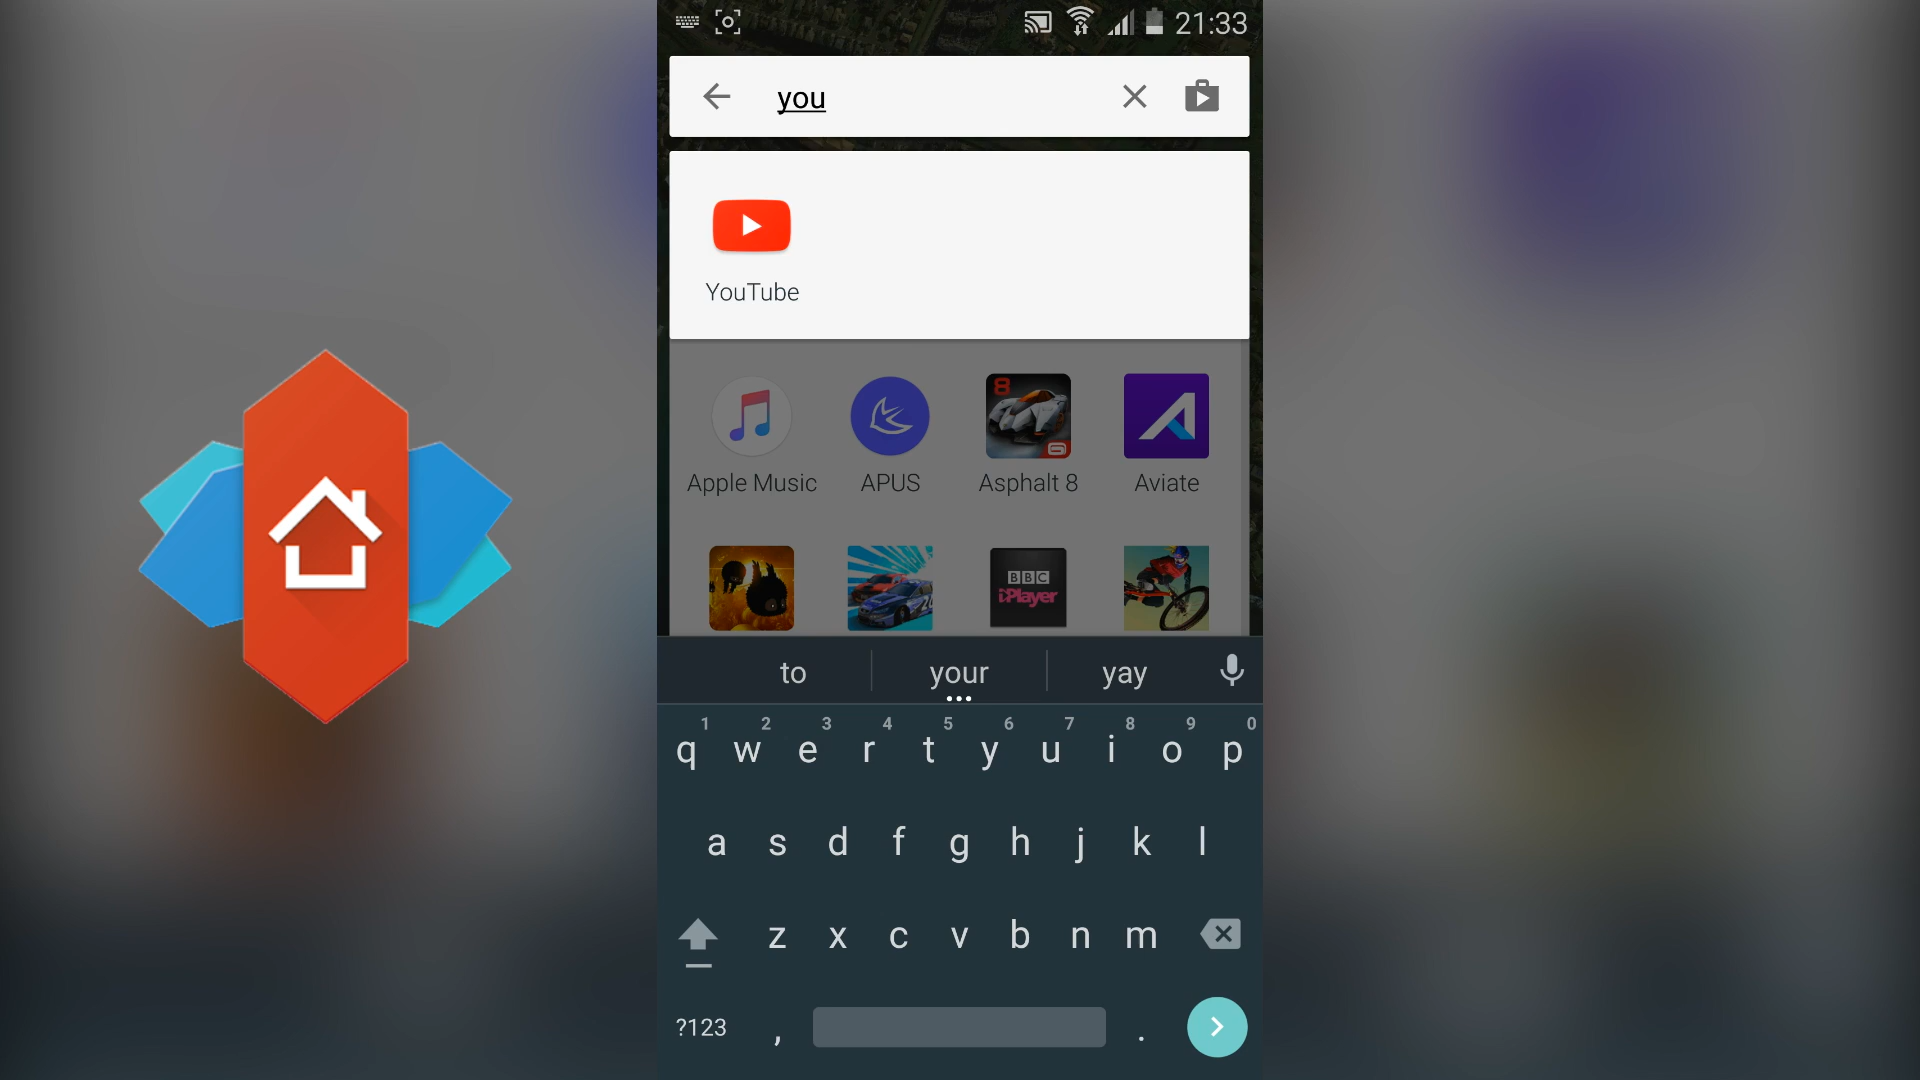 21:33
you
YouTube
Apple Music APUS Asphalt 8 Aviate
8
BBC
iPlayer
to your yay
1 2 3 4 5 6 7 8 9 0
q w e r t y u i o p
a s d f g h j k l
z x c v b n m
?123 , .